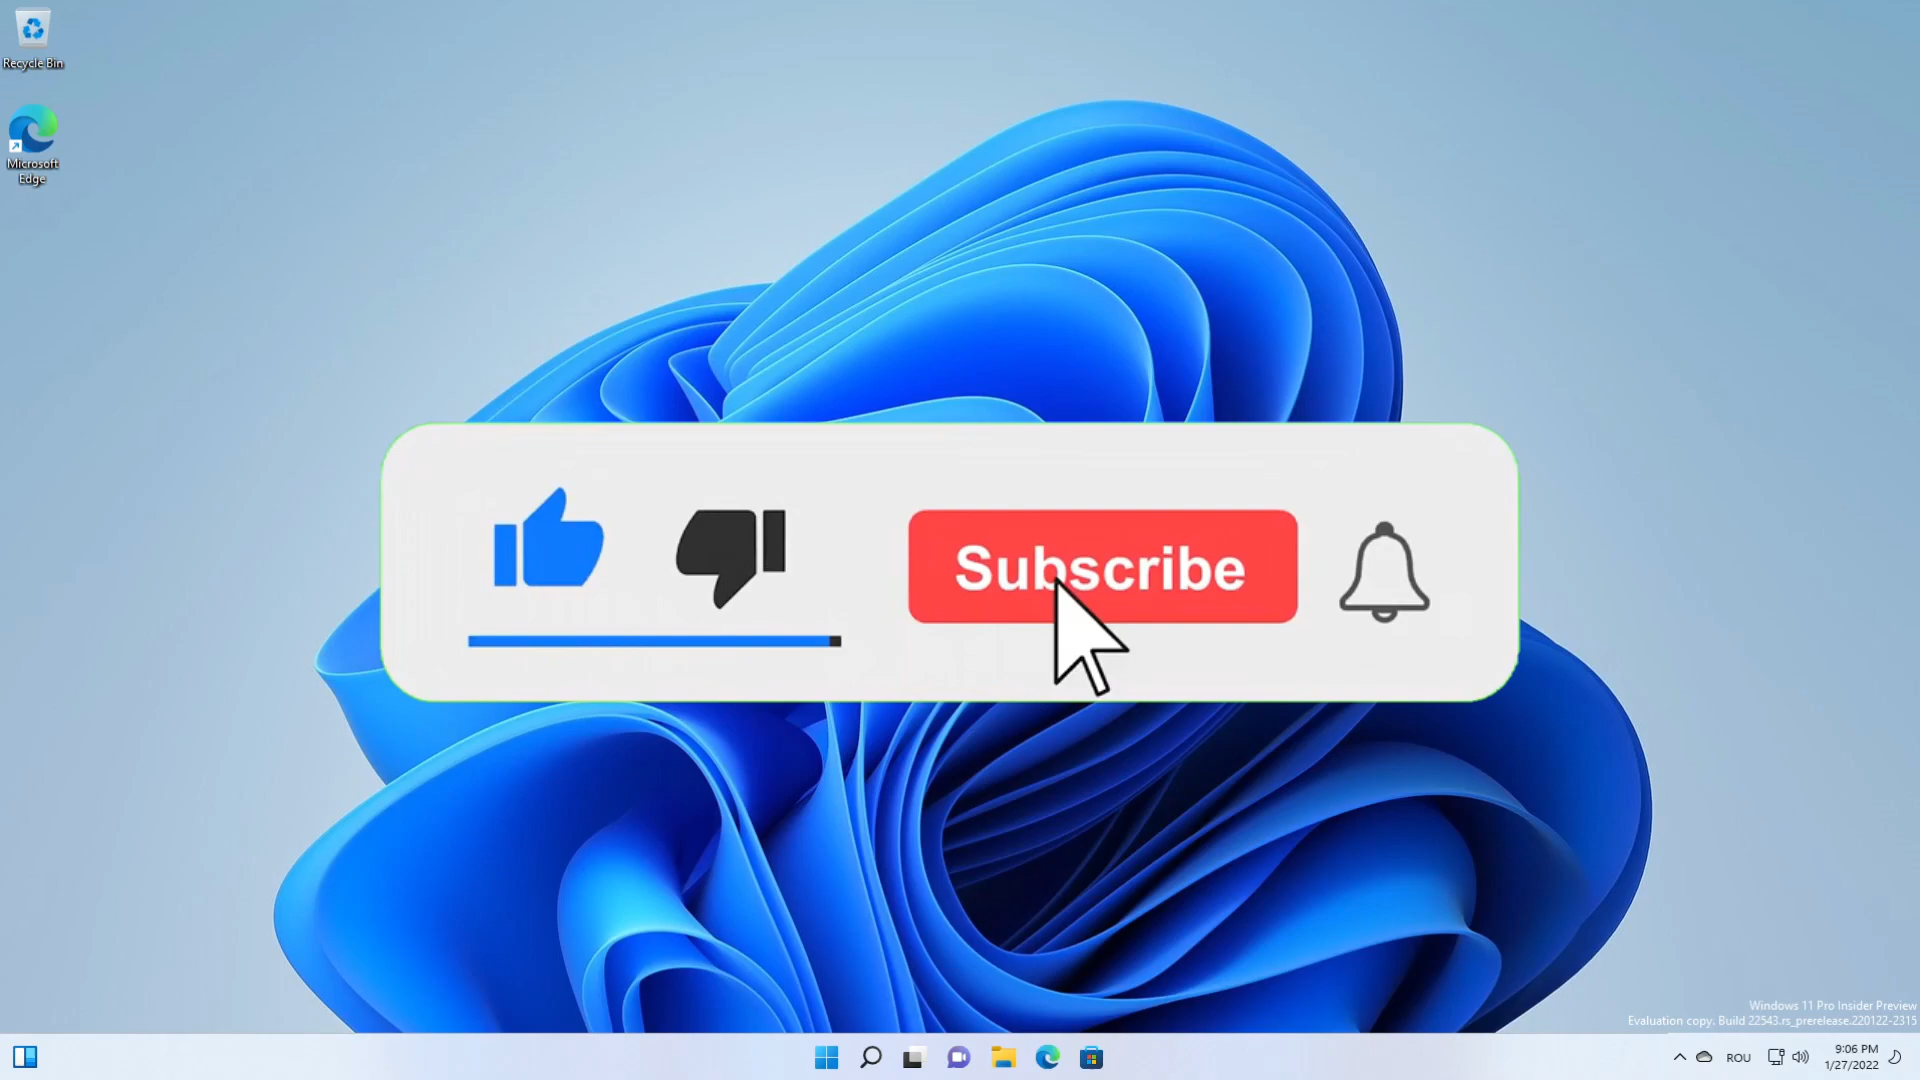 Recycle Bin
Microsoft
Edge
Subscribe
Windows 11 Pro Insider Preview
Evaluation copy. Build 22543.rs_prerelease.220122-2315
ROU
9:06 PM
1/27/2022